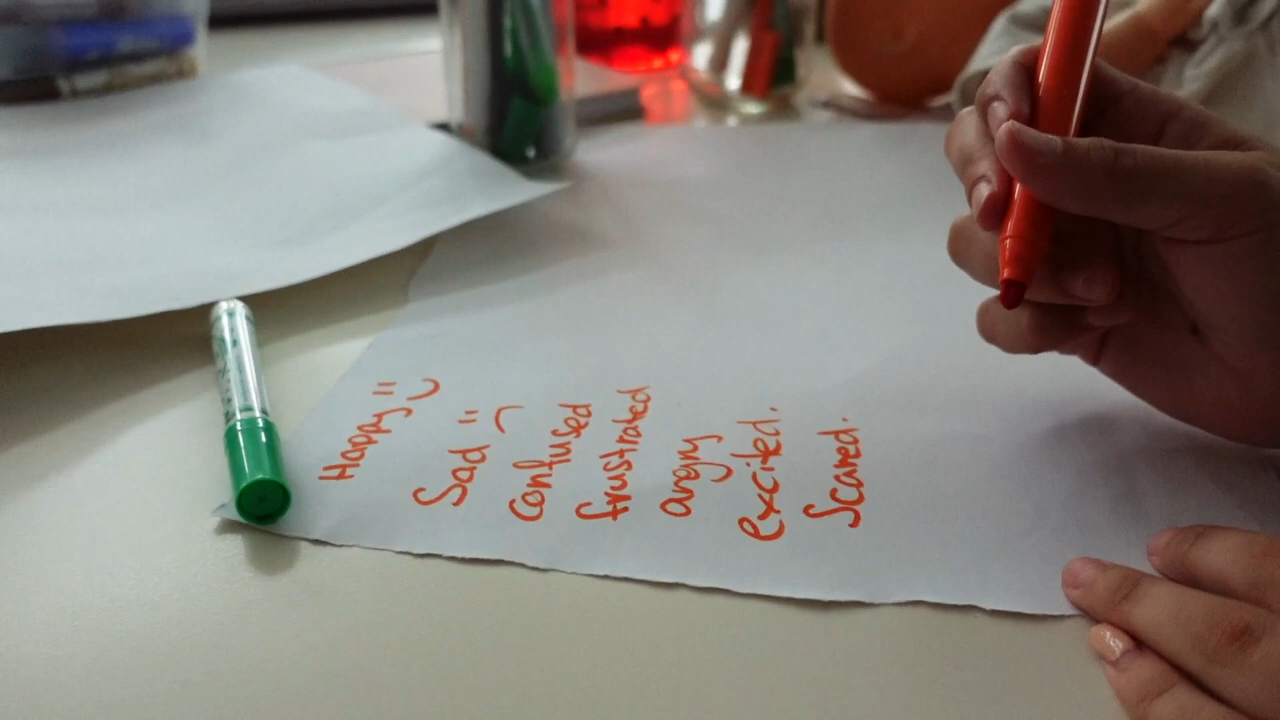 Happy
Sad
Confused
frustrated
angry
excited.
Scared.